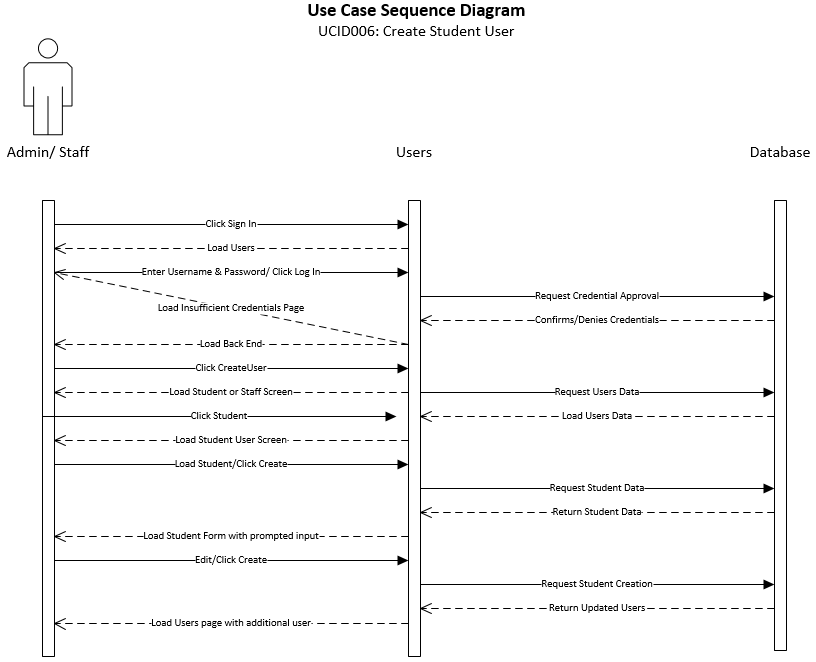 Use Case Sequence Diagram
UCID006: Create Student User
Admin/ Staff
Users
Database
Click Sign In
Load Users
Enter Username & Password/ Click Log In
Request Credential Approval
Load Insufficient Credentials Page
Confirms/Denies Credentials
Load Back End
Click CreateUser
Load Student or Staff Screen
Request Users Data
Click Student
Load Users Data
Load Student User Screen
Load Student/Click Create
Request Student Data
Return Student Data
Load Student Form with prompted input
Edit/Click Create
Request Student Creation
Return Updated Users
Load Users page with additional user